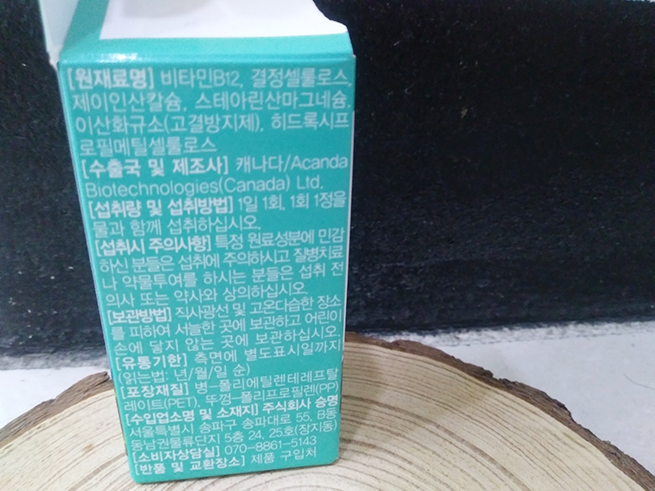 [원재료명] 비타민B12, 결정셀룰로스
제이인산칼슘, 스테아린산마그네슘,
이산화규소(고결방지제), 히드록시프
로필메틸셀룰로스
[수출국 및 제조사] 캐나다/Acanda
Biotechnologies(Canada) Ltd.
[섭취량 및 섭취방법] 1일 1회, 1회 1정을
물과 함께 섭취하십시오.
[섭취시 주의사항] 특정 원료성분에 민감
하신 분들은 섭취에 주의하시고 질병치료
나 약물투여를 하시는 분들은 섭취 전
의사 또는 약사와 상의하십시오
[보관방법] 직사광선 및 고온다습한 장소
를 피하여 서늘한 곳에 보관하고 어린이
손에 닿지 않는 곳에 보관하십시오
[유통기한] 측면에 별도표시일까지
(읽는법: 년/월/일 순)
[포장재질] 병-폴리에틸렌테레프탈
레이트(PET), 뚜껑-폴리프로필렌(PP)
[수입업소명 및 소재지] 주식회사 승명
서울특별시 송파구 송파대로 55, B동
동남권물류단지 5층 24, 25호(장지동)
[소비자상담실] 070-8861-5143
[반품 및 교환장소] 제품 구입처